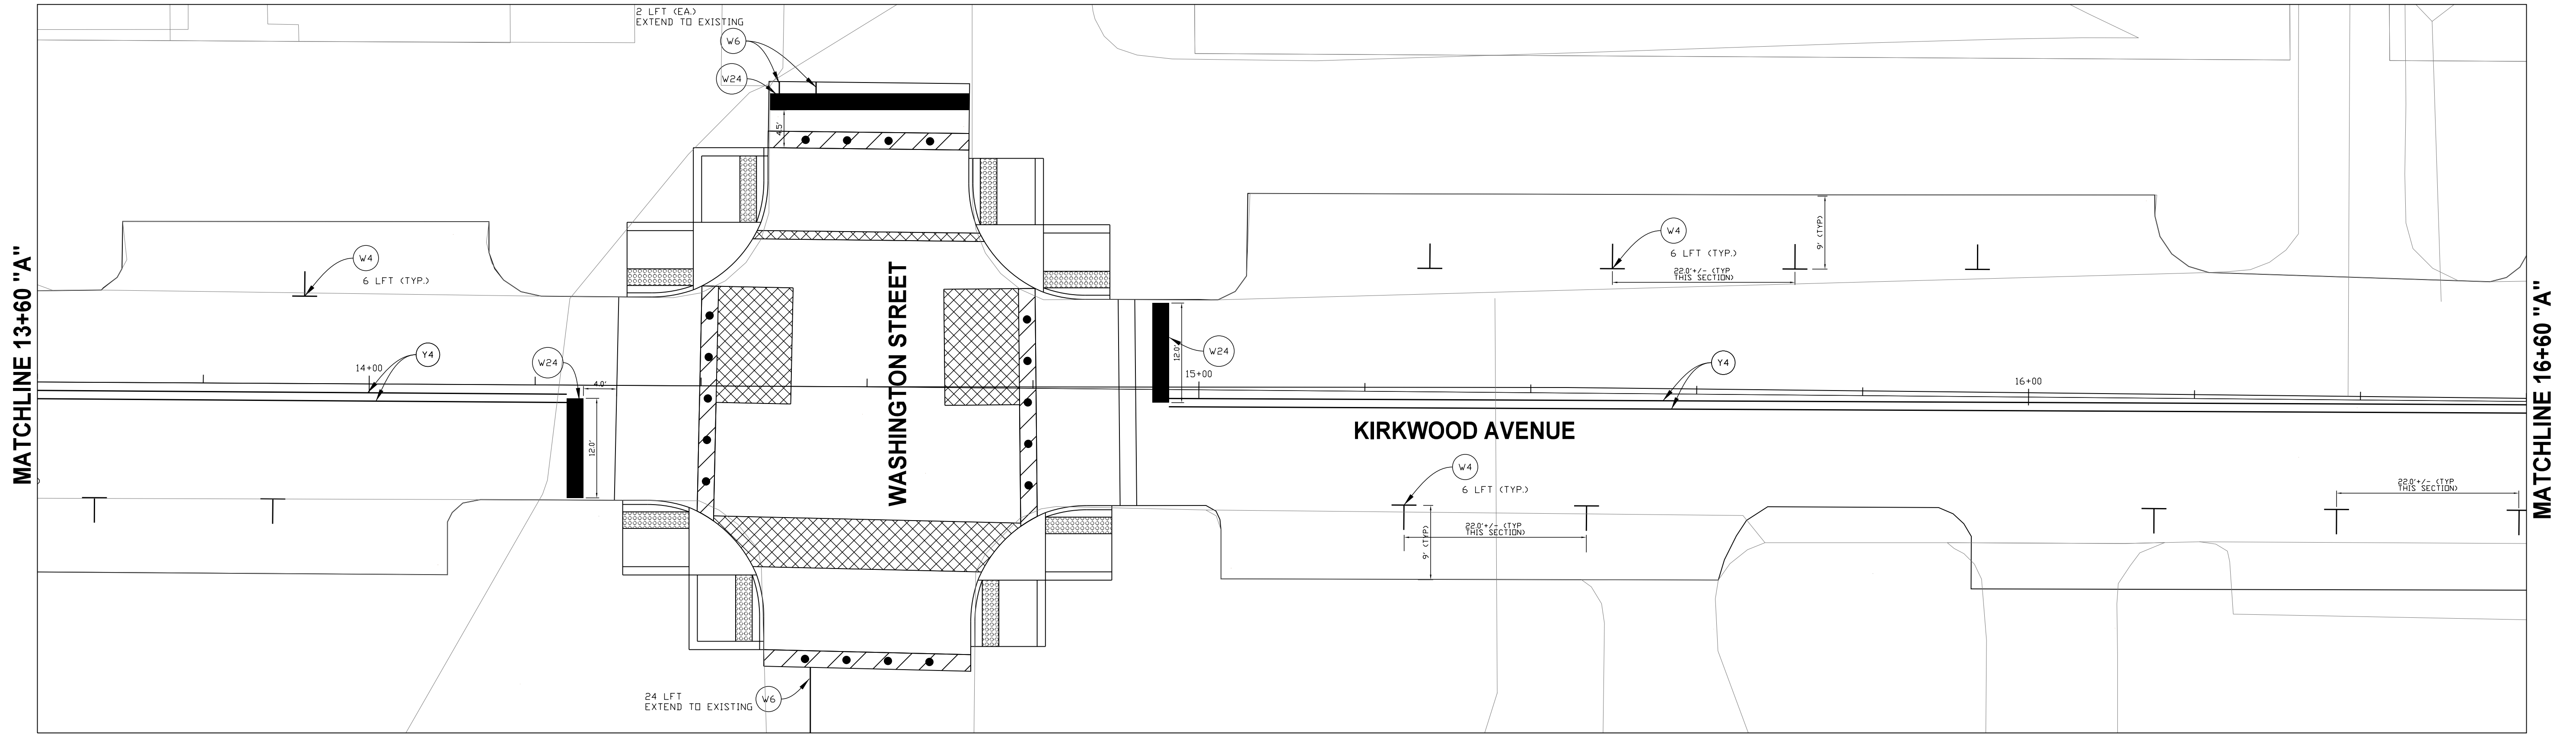 2 LFT (EA.)
EXTEND TO EXISTING
W6
W24
4.5'
W4
6 LFT (TYP.)
W4
6 LFT (TYP.)
9' (TYP)
22.0'+/- (TYP
THIS SECTION)
MATCHLINE 13+60 "A"
14+00
Y4
W24
4.0'
12.0'
WASHINGTON STREET
12.0'
W24
15+00
Y4
16+00
KIRKWOOD AVENUE
MATCHLINE 16+60 "A"
W4
6 LFT (TYP.)
22.0'+/- (TYP
THIS SECTION)
9' (TYP)
22.0'+/- (TYP
THIS SECTION)
24 LFT
EXTEND TO EXISTING
W6